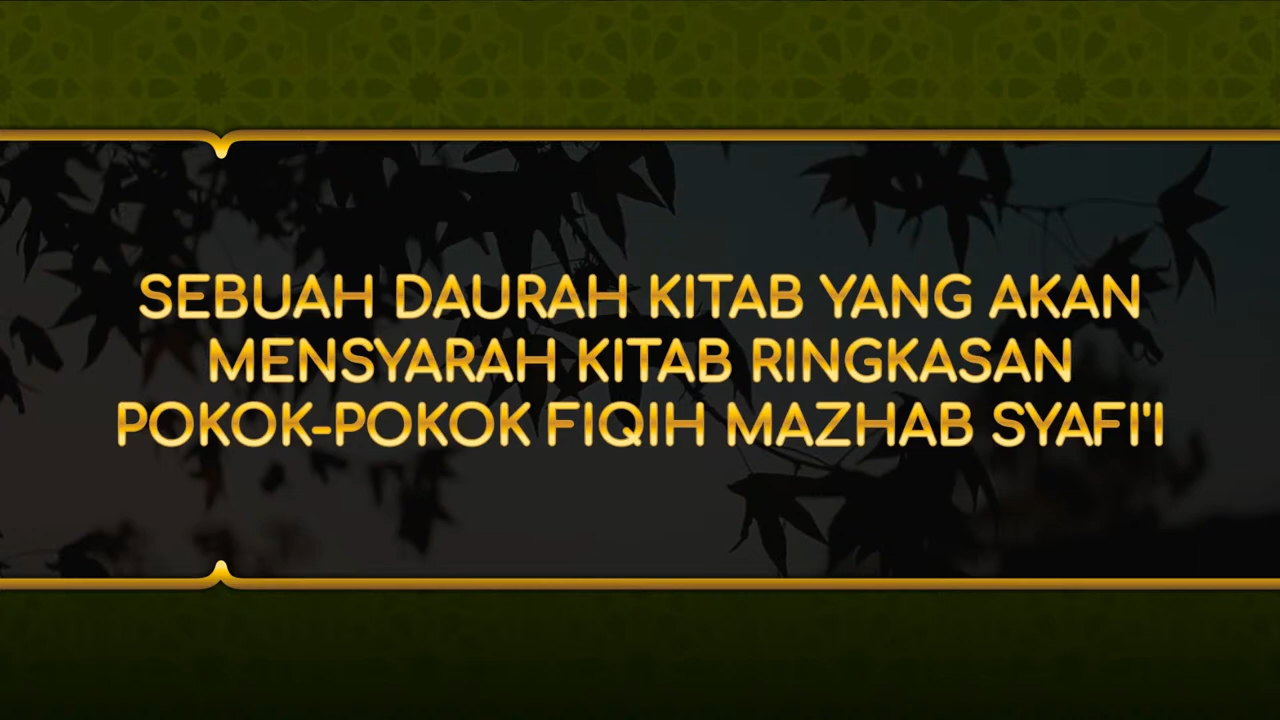 SEBUAH DAURAH KITAB YANG AKAN
MENSYARAH KITAB RINGKASAN
POKOK-POKOK FIQIH MAZHAB SYAFI'I